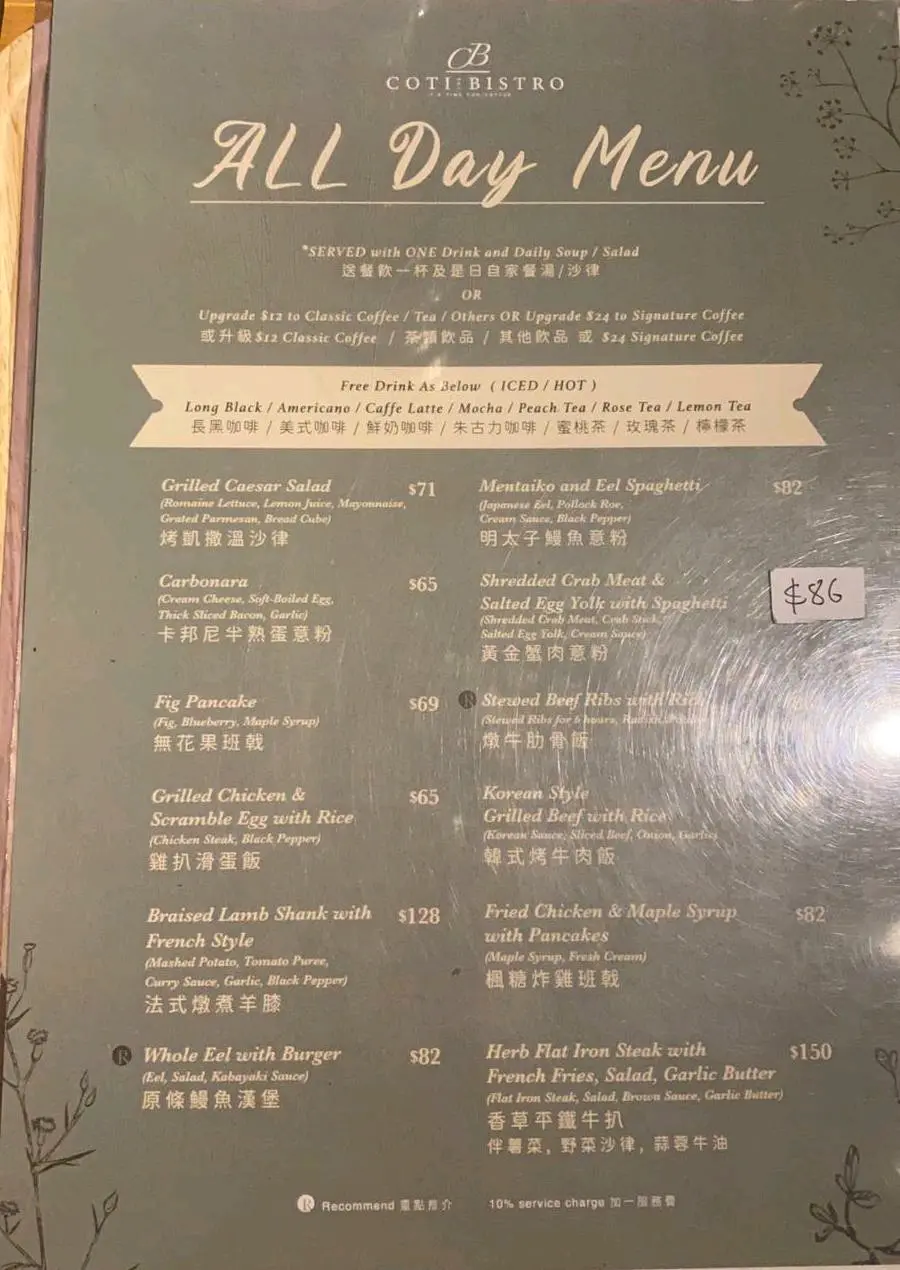 CB
COTI BISTRO
ALL Day Menu
*SERVED with ONE Drink and Daily Soup / Salad
送餐飲一杯及是日自家餐湯/沙律
OR
Upgrade $12 to Classic Coffee / Tea / Others OR Upgrade $24 to Signature Coffee
或升級$12 Classic Coffee / 茶類飲品 / 其他飲品 或 $24 Signature Coffee
Free Drink As Below ( ICED / HOT )
Long Black / Americano / Caffe Latte / Mocha / Peach Tea / Rose Tea / Lemon Tea
長黑咖啡 / 美式咖啡 / 鮮奶咖啡 / 朱古力咖啡 / 蜜桃茶 / 玫瑰茶 / 檸檬茶
Grilled Caesar Salad $71
(Romaine Lettuce, Lemon Juice, Mayonnaise,
Grated Parmesan, Bread Cube)
烤凱撒溫沙律
Carbonara $65
(Cream Cheese, Soft-Boiled Egg,
Thick Sliced Bacon, Garlic)
卡邦尼半熟蛋意粉
Fig Pancake $69
(Fig, Blueberry, Maple Syrup)
無花果班戟
Grilled Chicken & $65
Scramble Egg with Rice
(Chicken Steak, Black Pepper)
雞扒滑蛋飯
Braised Lamb Shank with $128
French Style
(Mashed Potato, Tomato Puree,
Curry Sauce, Garlic, Black Pepper)
法式燉煮羊膝
R Whole Eel with Burger $82
(Eel, Salad, Kabayaki Sauce)
原條鰻魚漢堡
Mentaiko and Eel Spaghetti $82
(Japanese Eel, Pollock Roe,
Cream Sauce, Black Pepper)
明太子鰻魚意粉
Shredded Crab Meat & $86
Salted Egg Yolk with Spaghetti
(Shredded Crab Meat, Crab Stick,
Salted Egg Yolk, Cream Sauce)
黃金蟹肉意粉
R Stewed Beef Ribs with Rice
(Stewed Ribs for 6 hours,
燉牛肋骨飯
Korean Style
Grilled Beef with Rice
(Korean Sauce, Sliced Beef, Onion, Garlic)
韓式烤牛肉飯
Fried Chicken & Maple Syrup $82
with Pancakes
(Maple Syrup, Fresh Cream)
楓糖炸雞班戟
Herb Flat Iron Steak with $150
French Fries, Salad, Garlic Butter
(Flat Iron Steak, Salad, Brown Sauce, Garlic Butter)
香草平鐵牛扒
伴薯菜, 野菜沙律, 蒜蓉牛油
R Recommend 重點推介 10% service charge 加一服務費